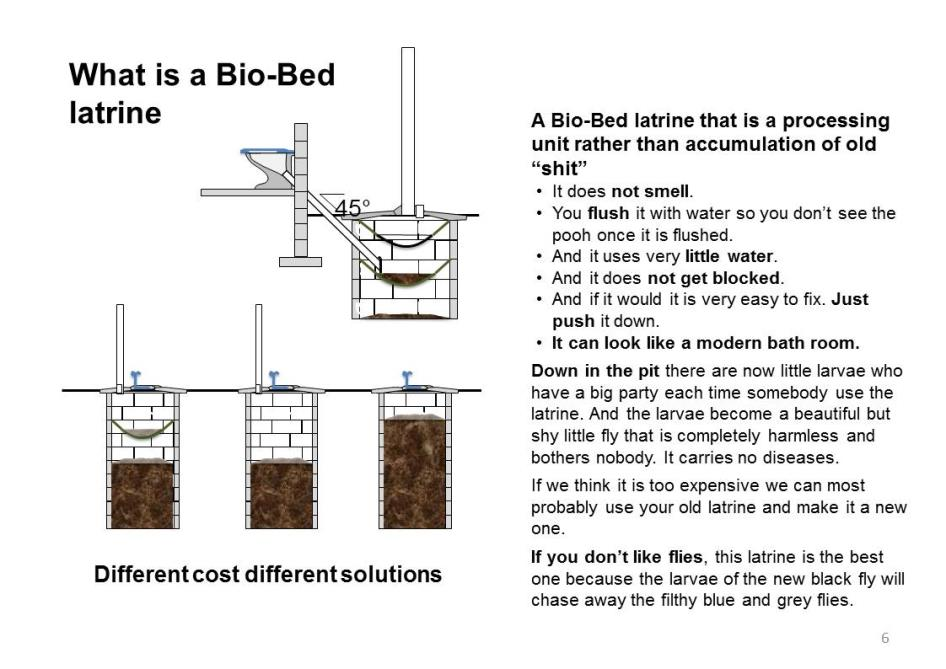 What is a Bio-Bed
latrine
45°
Different cost different solutions
A Bio-Bed latrine that is a processing
unit rather than accumulation of old
“shit”
• It does not smell.
• You flush it with water so you don’t see the
pooh once it is flushed.
• And it uses very little water.
• And it does not get blocked.
• And if it would it is very easy to fix. Just
push it down.
• It can look like a modern bath room.
Down in the pit there are now little larvae who
have a big party each time somebody use the
latrine. And the larvae become a beautiful but
shy little fly that is completely harmless and
bothers nobody. It carries no diseases.
If we think it is too expensive we can most
probably use your old latrine and make it a new
one.
If you don’t like flies, this latrine is the best
one because the larvae of the new black fly will
chase away the filthy blue and grey flies.
6